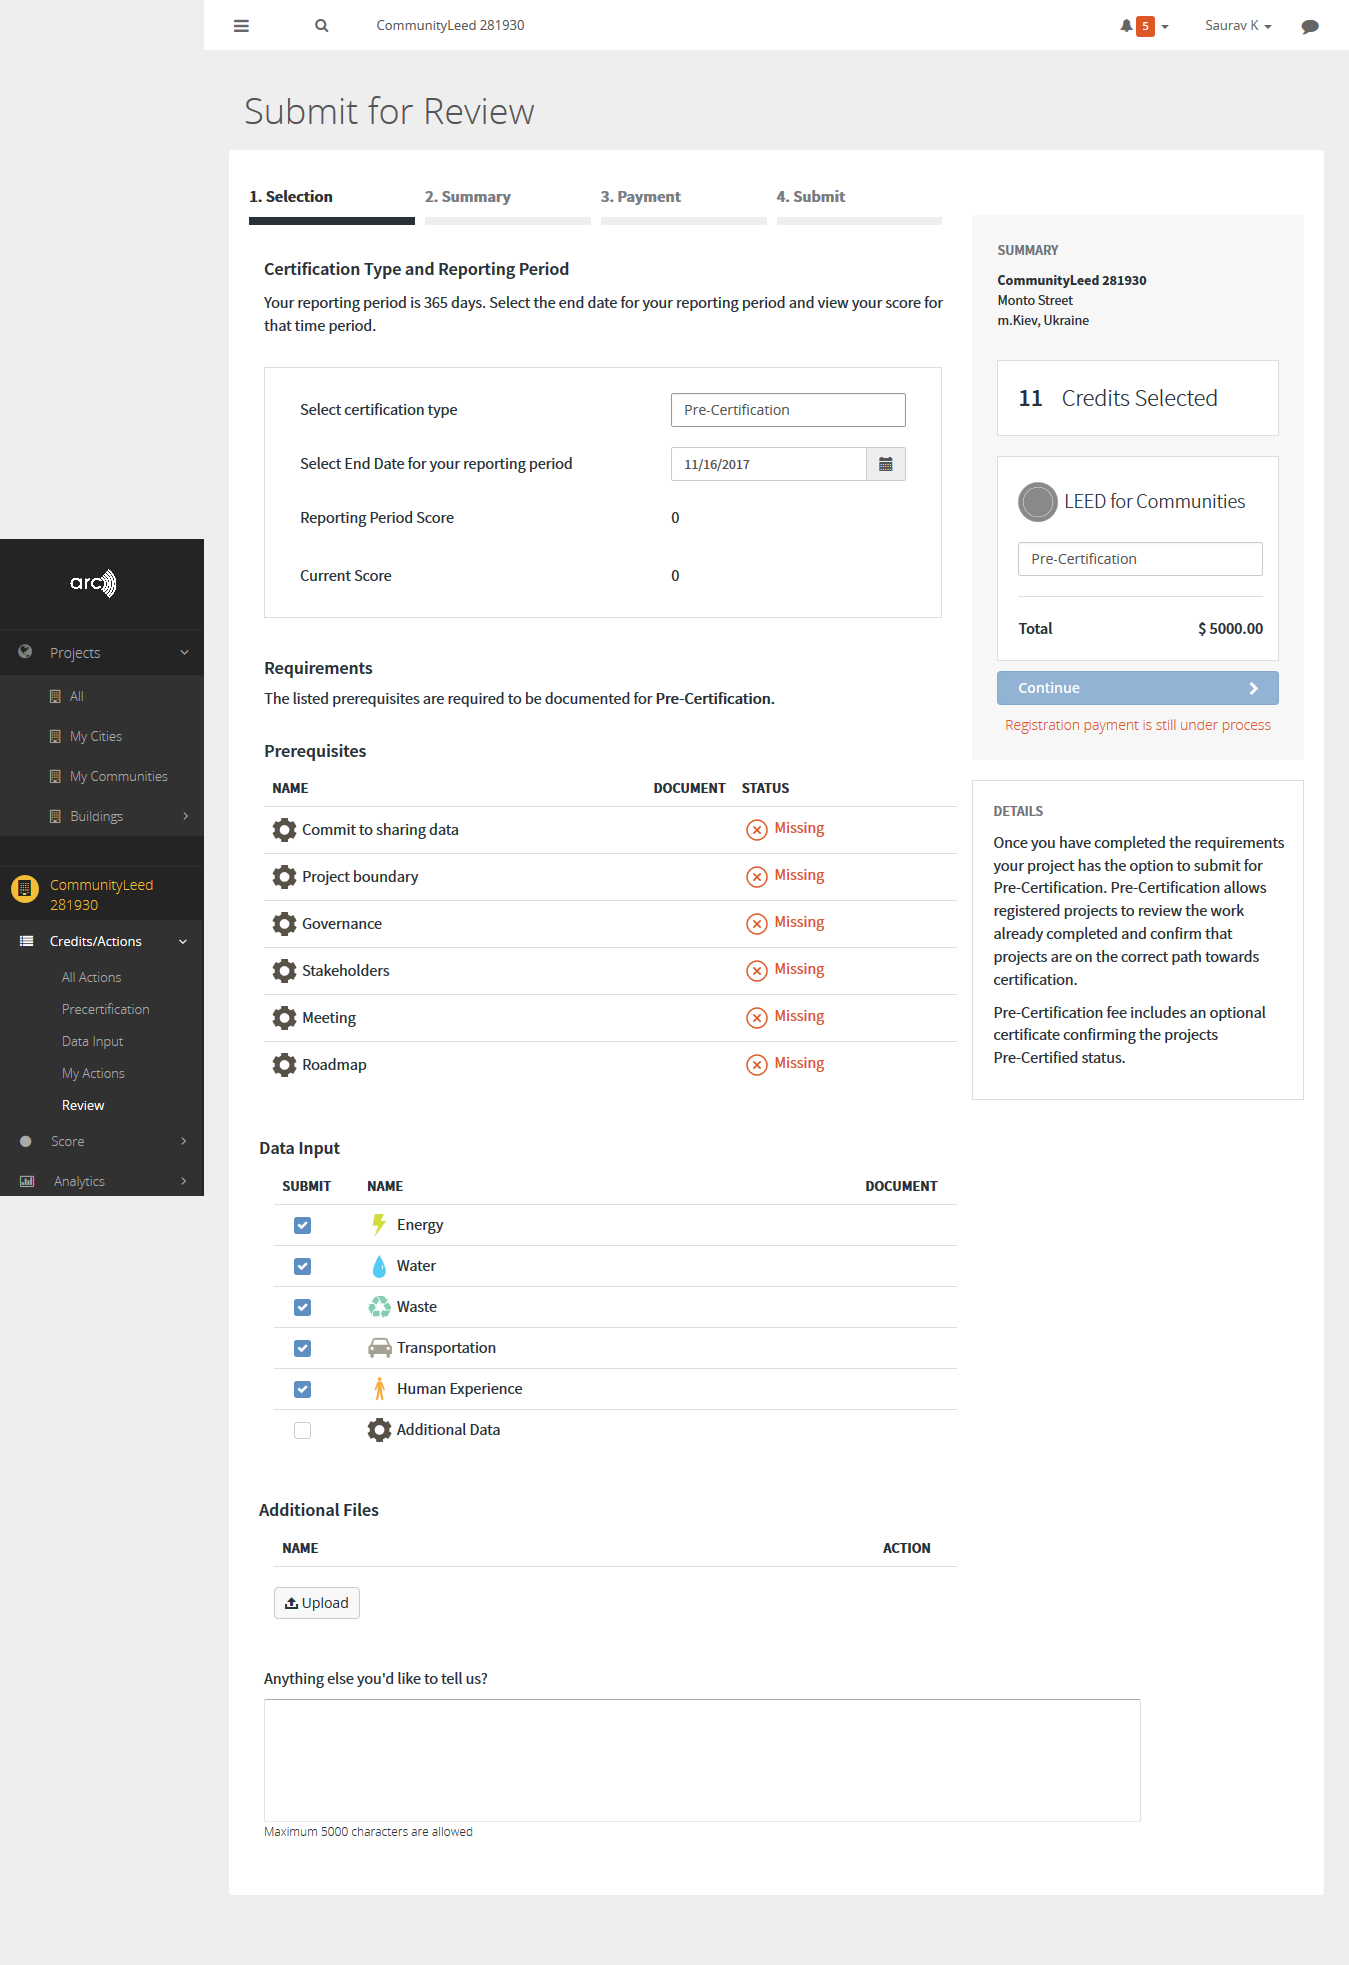 CommunityLeed 281930
5
Saurav K
Submit for Review
1. Selection
2. Summary
3. Payment
4. Submit
Certification Type and Reporting Period
Your reporting period is 365 days. Select the end date for your reporting period and view your score for
that time period.
Select certification type
Pre-Certification
Select End Date for your reporting period
11/16/2017
Reporting Period Score
0
Current Score
0
Requirements
The listed prerequisites are required to be documented for Pre-Certification.
Prerequisites
NAME DOCUMENT STATUS
Commit to sharing data Missing
Project boundary Missing
Governance Missing
Stakeholders Missing
Meeting Missing
Roadmap Missing
Data Input
SUBMIT NAME DOCUMENT
Energy
Water
Waste
Transportation
Human Experience
Additional Data
Additional Files
NAME ACTION
Upload
Anything else you'd like to tell us?
Maximum 5000 characters are allowed
SUMMARY
CommunityLeed 281930
Monto Street
m.Kiev, Ukraine
11 Credits Selected
LEED for Communities
Pre-Certification
Total $ 5000.00
Continue
Registration payment is still under process
DETAILS
Once you have completed the requirements
your project has the option to submit for
Pre-Certification. Pre-Certification allows
registered projects to review the work
already completed and confirm that
projects are on the correct path towards
certification.
Pre-Certification fee includes an optional
certificate confirming the projects
Pre-Certified status.
arc
Projects
All
My Cities
My Communities
Buildings
CommunityLeed
281930
Credits/Actions
All Actions
Precertification
Data Input
My Actions
Review
Score
Analytics